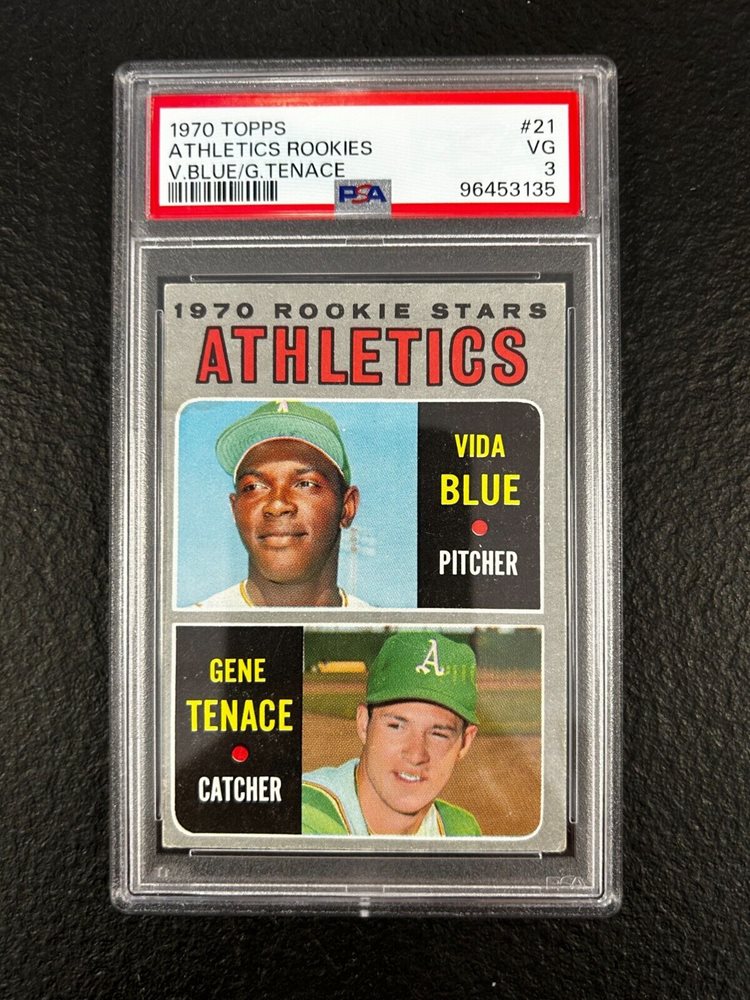 1970 TOPPS #21
ATHLETICS ROOKIES VG
V.BLUE/G.TENACE 3
PSA 96453135
1970 ROOKIE STARS
ATHLETICS
A
VIDA
BLUE
PITCHER
GENE
TENACE
CATCHER
A
PSA